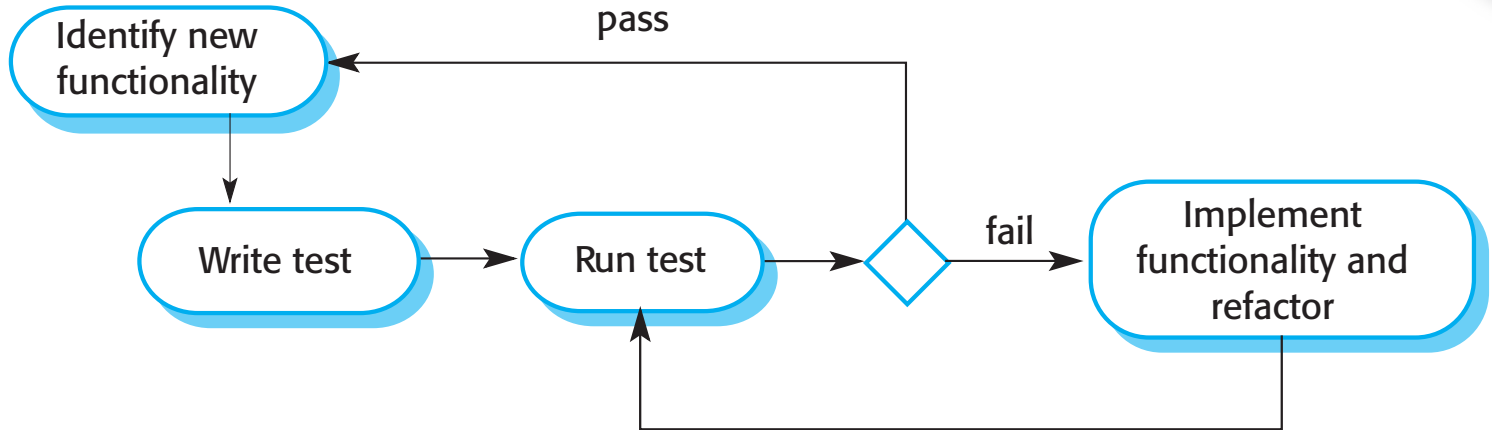 Identify new
functionality
pass
Write test
Run test
fail
Implement
functionality and
refactor